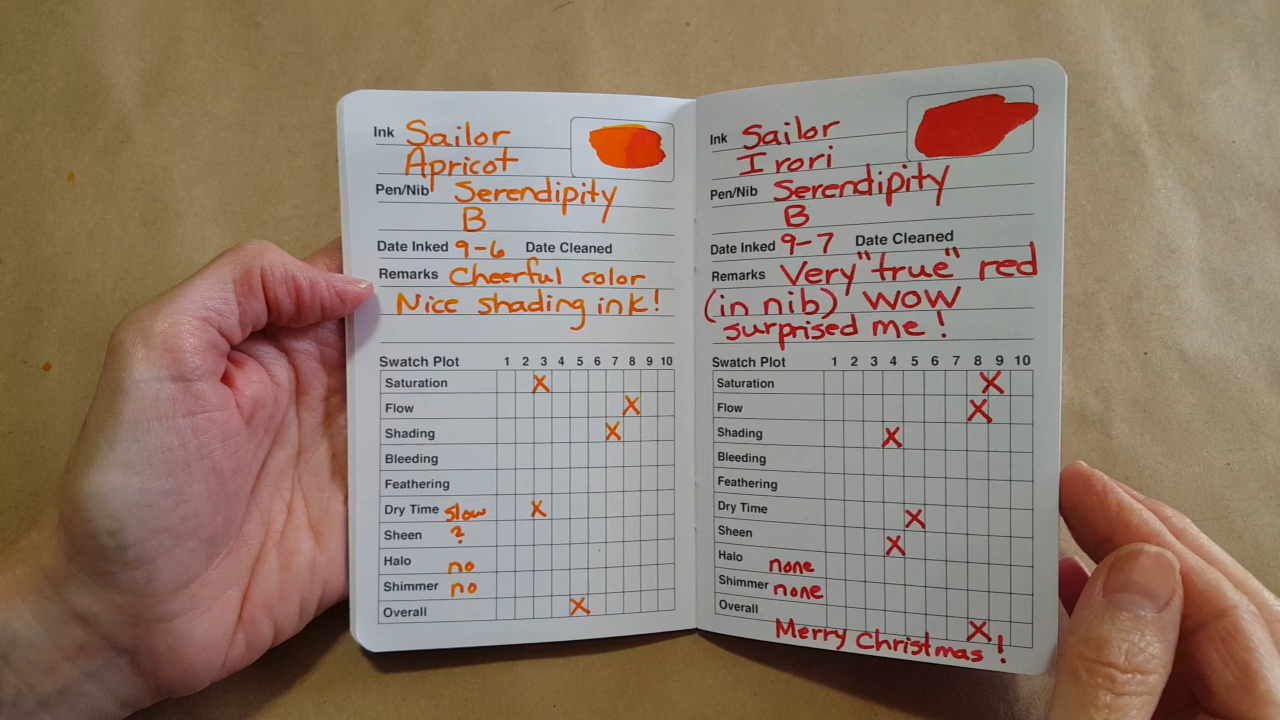 Ink Sailor
Apricot
Pen/Nib Serendipity
B
Date Inked 9-6 Date Cleaned
Remarks Cheerful color
Nice shading ink!
Swatch Plot 1 2 3 4 5 6 7 8 9 10
Saturation X
Flow X
Shading X
Bleeding
Feathering
Dry Time slow X
Sheen ?
Halo no
Shimmer no
Overall X
Ink Sailor
Irori
Pen/Nib Serendipity
B
Date Inked 9-7 Date Cleaned
Remarks Very "true" red
(in nib) WOW
surprised me!
Swatch Plot 1 2 3 4 5 6 7 8 9 10
Saturation X
Flow X
Shading X
Bleeding
Feathering
Dry Time X
Sheen X
Halo none
Shimmer none
Overall X
Merry Christmas!